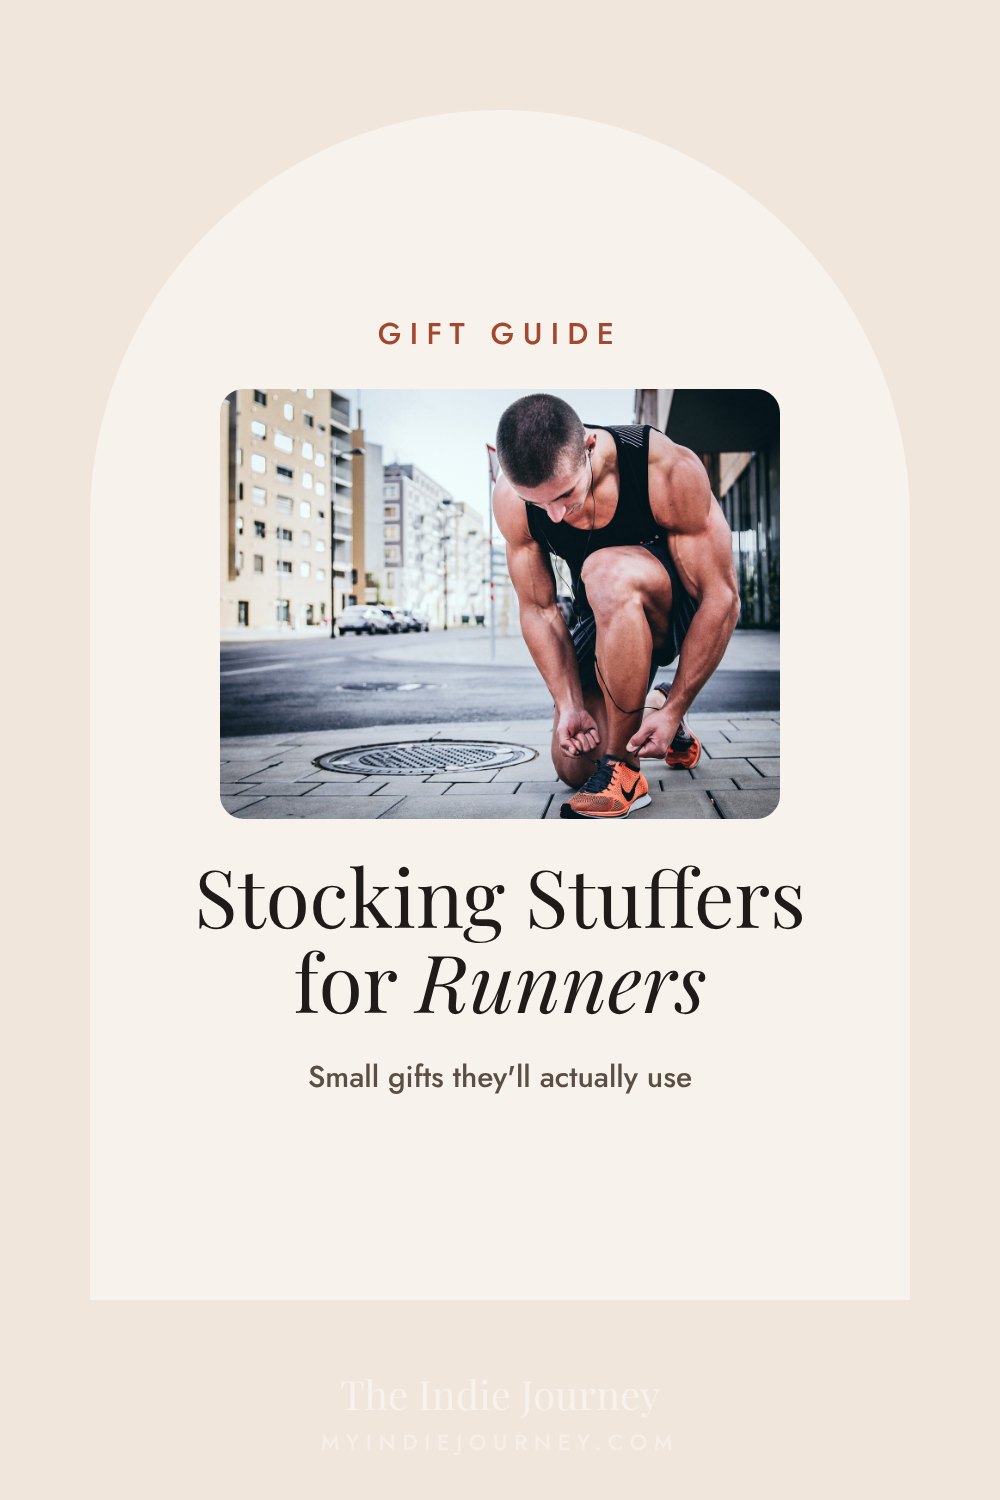 GIFT GUIDE
Stocking Stuffers
for Runners
Small gifts they'll actually use
The Indie Journey
MYINDIEJOURNEY.COM